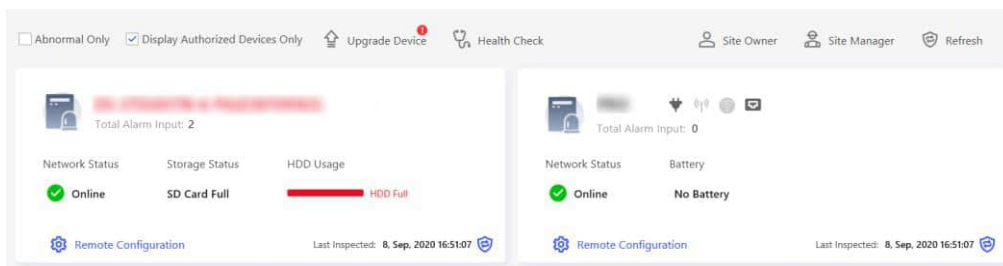 Abnormal Only Display Authorized Devices Only Upgrade Device Health Check Site Owner Site Manager Refresh
Total Alarm Input: 2
Network Status Storage Status HDD Usage
Online SD Card Full HDD Full
Remote Configuration Last Inspected: 8, Sep, 2020 16:51:07
Total Alarm Input: 0
Network Status Battery
Online No Battery
Remote Configuration Last Inspected: 8, Sep, 2020 16:51:07